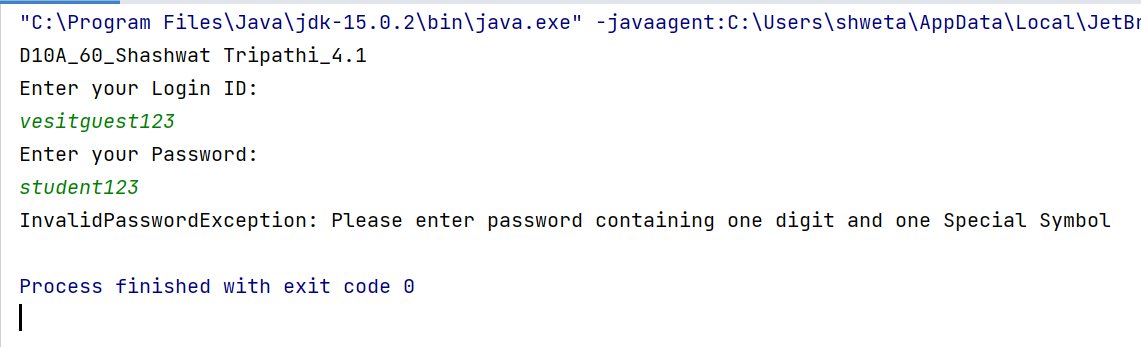 "C:\Program Files\Java\jdk-15.0.2\bin\java.exe" -javaagent:C:\Users\shweta\AppData\Local\JetBr
D10A_60_Shashwat Tripathi_4.1
Enter your Login ID:
vesitguest123
Enter your Password:
student123
InvalidPasswordException: Please enter password containing one digit and one Special Symbol
Process finished with exit code 0